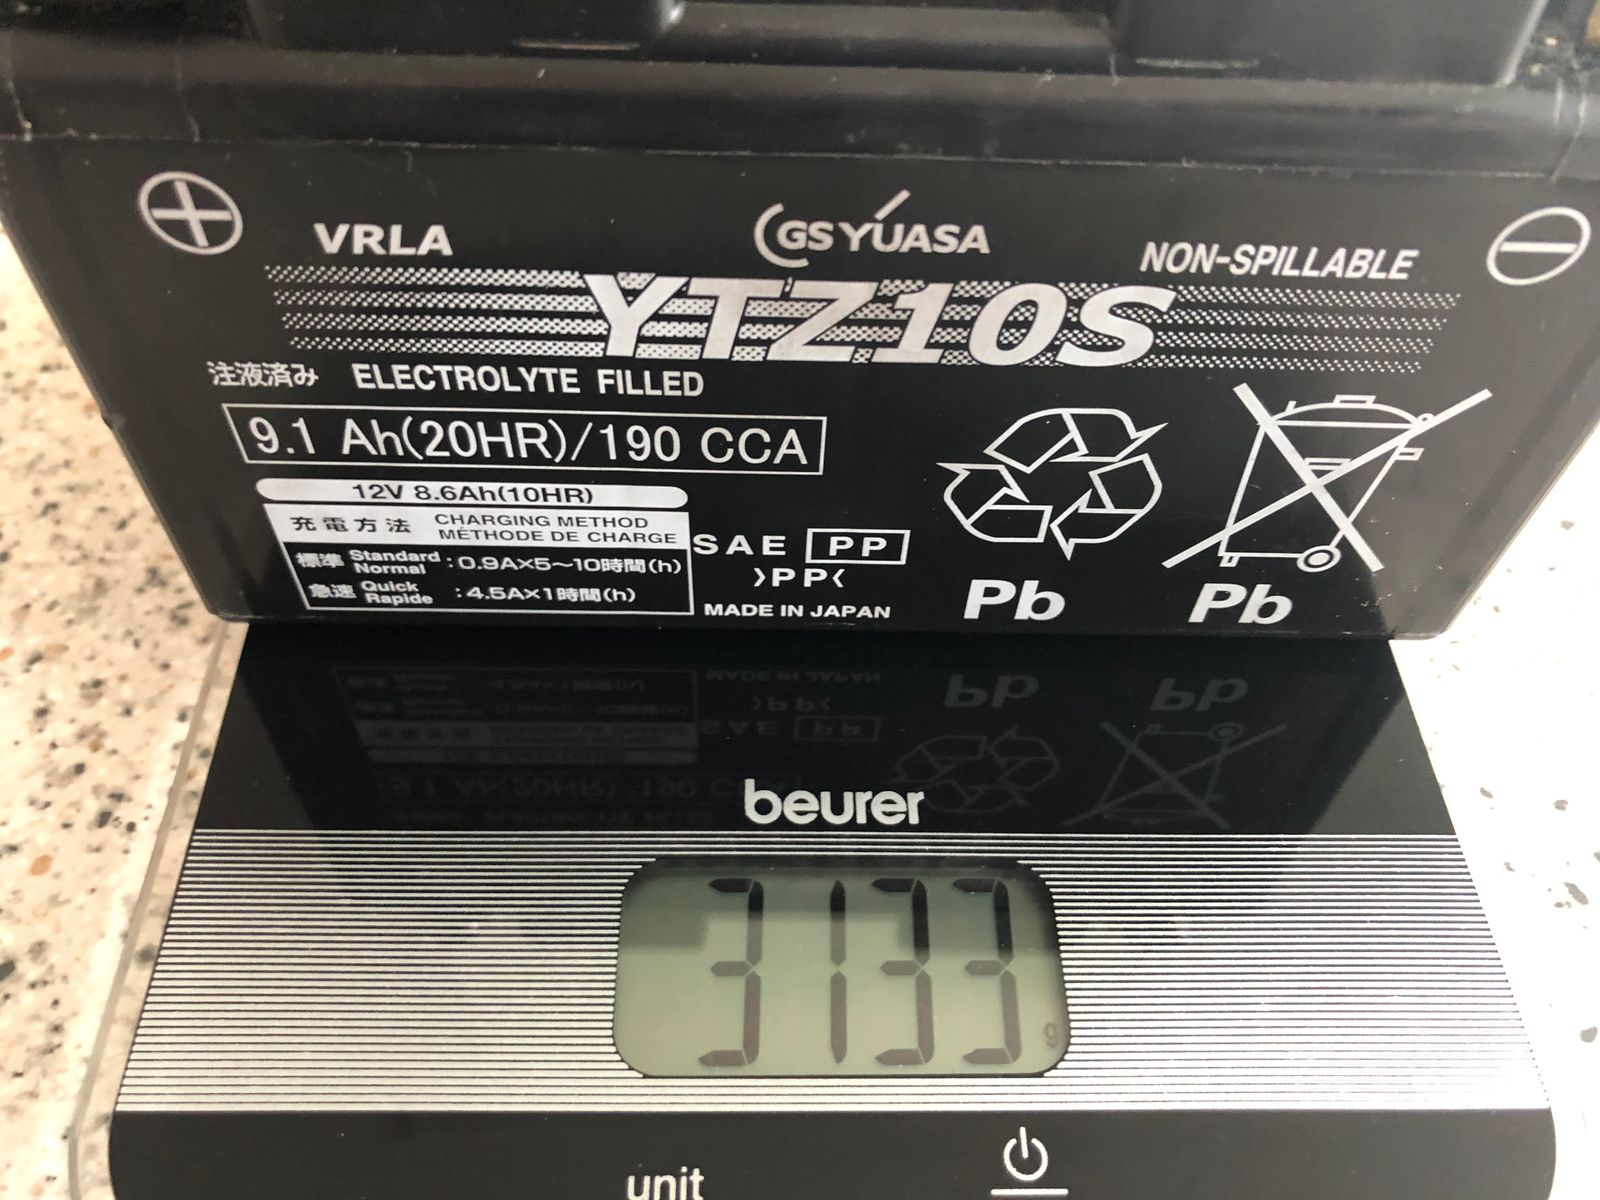 VRLA
GS YUASA
NON-SPILLABLE
YTZ10S
注液済み ELECTROLYTE FILLED
9.1 Ah(20HR)/190 CCA
12V 8.6Ah(10HR)
充電方法 CHARGING METHOD
MÉTHODE DE CHARGE
標準 Standard Normal : 0.9A×5~10時間(h)
急速 Quick Rapide : 4.5A×1時間(h)
SAE PP
>PP<
MADE IN JAPAN
Pb
Pb
beurer
3133 g
unit